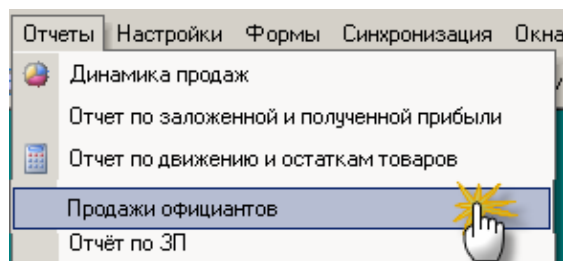 Отчеты Настройки Формы Синхронизация Окна
Динамика продаж
Отчет по заложенной и полученной прибыли
Отчет по движению и остаткам товаров
Продажи официантов
Отчёт по ЗП